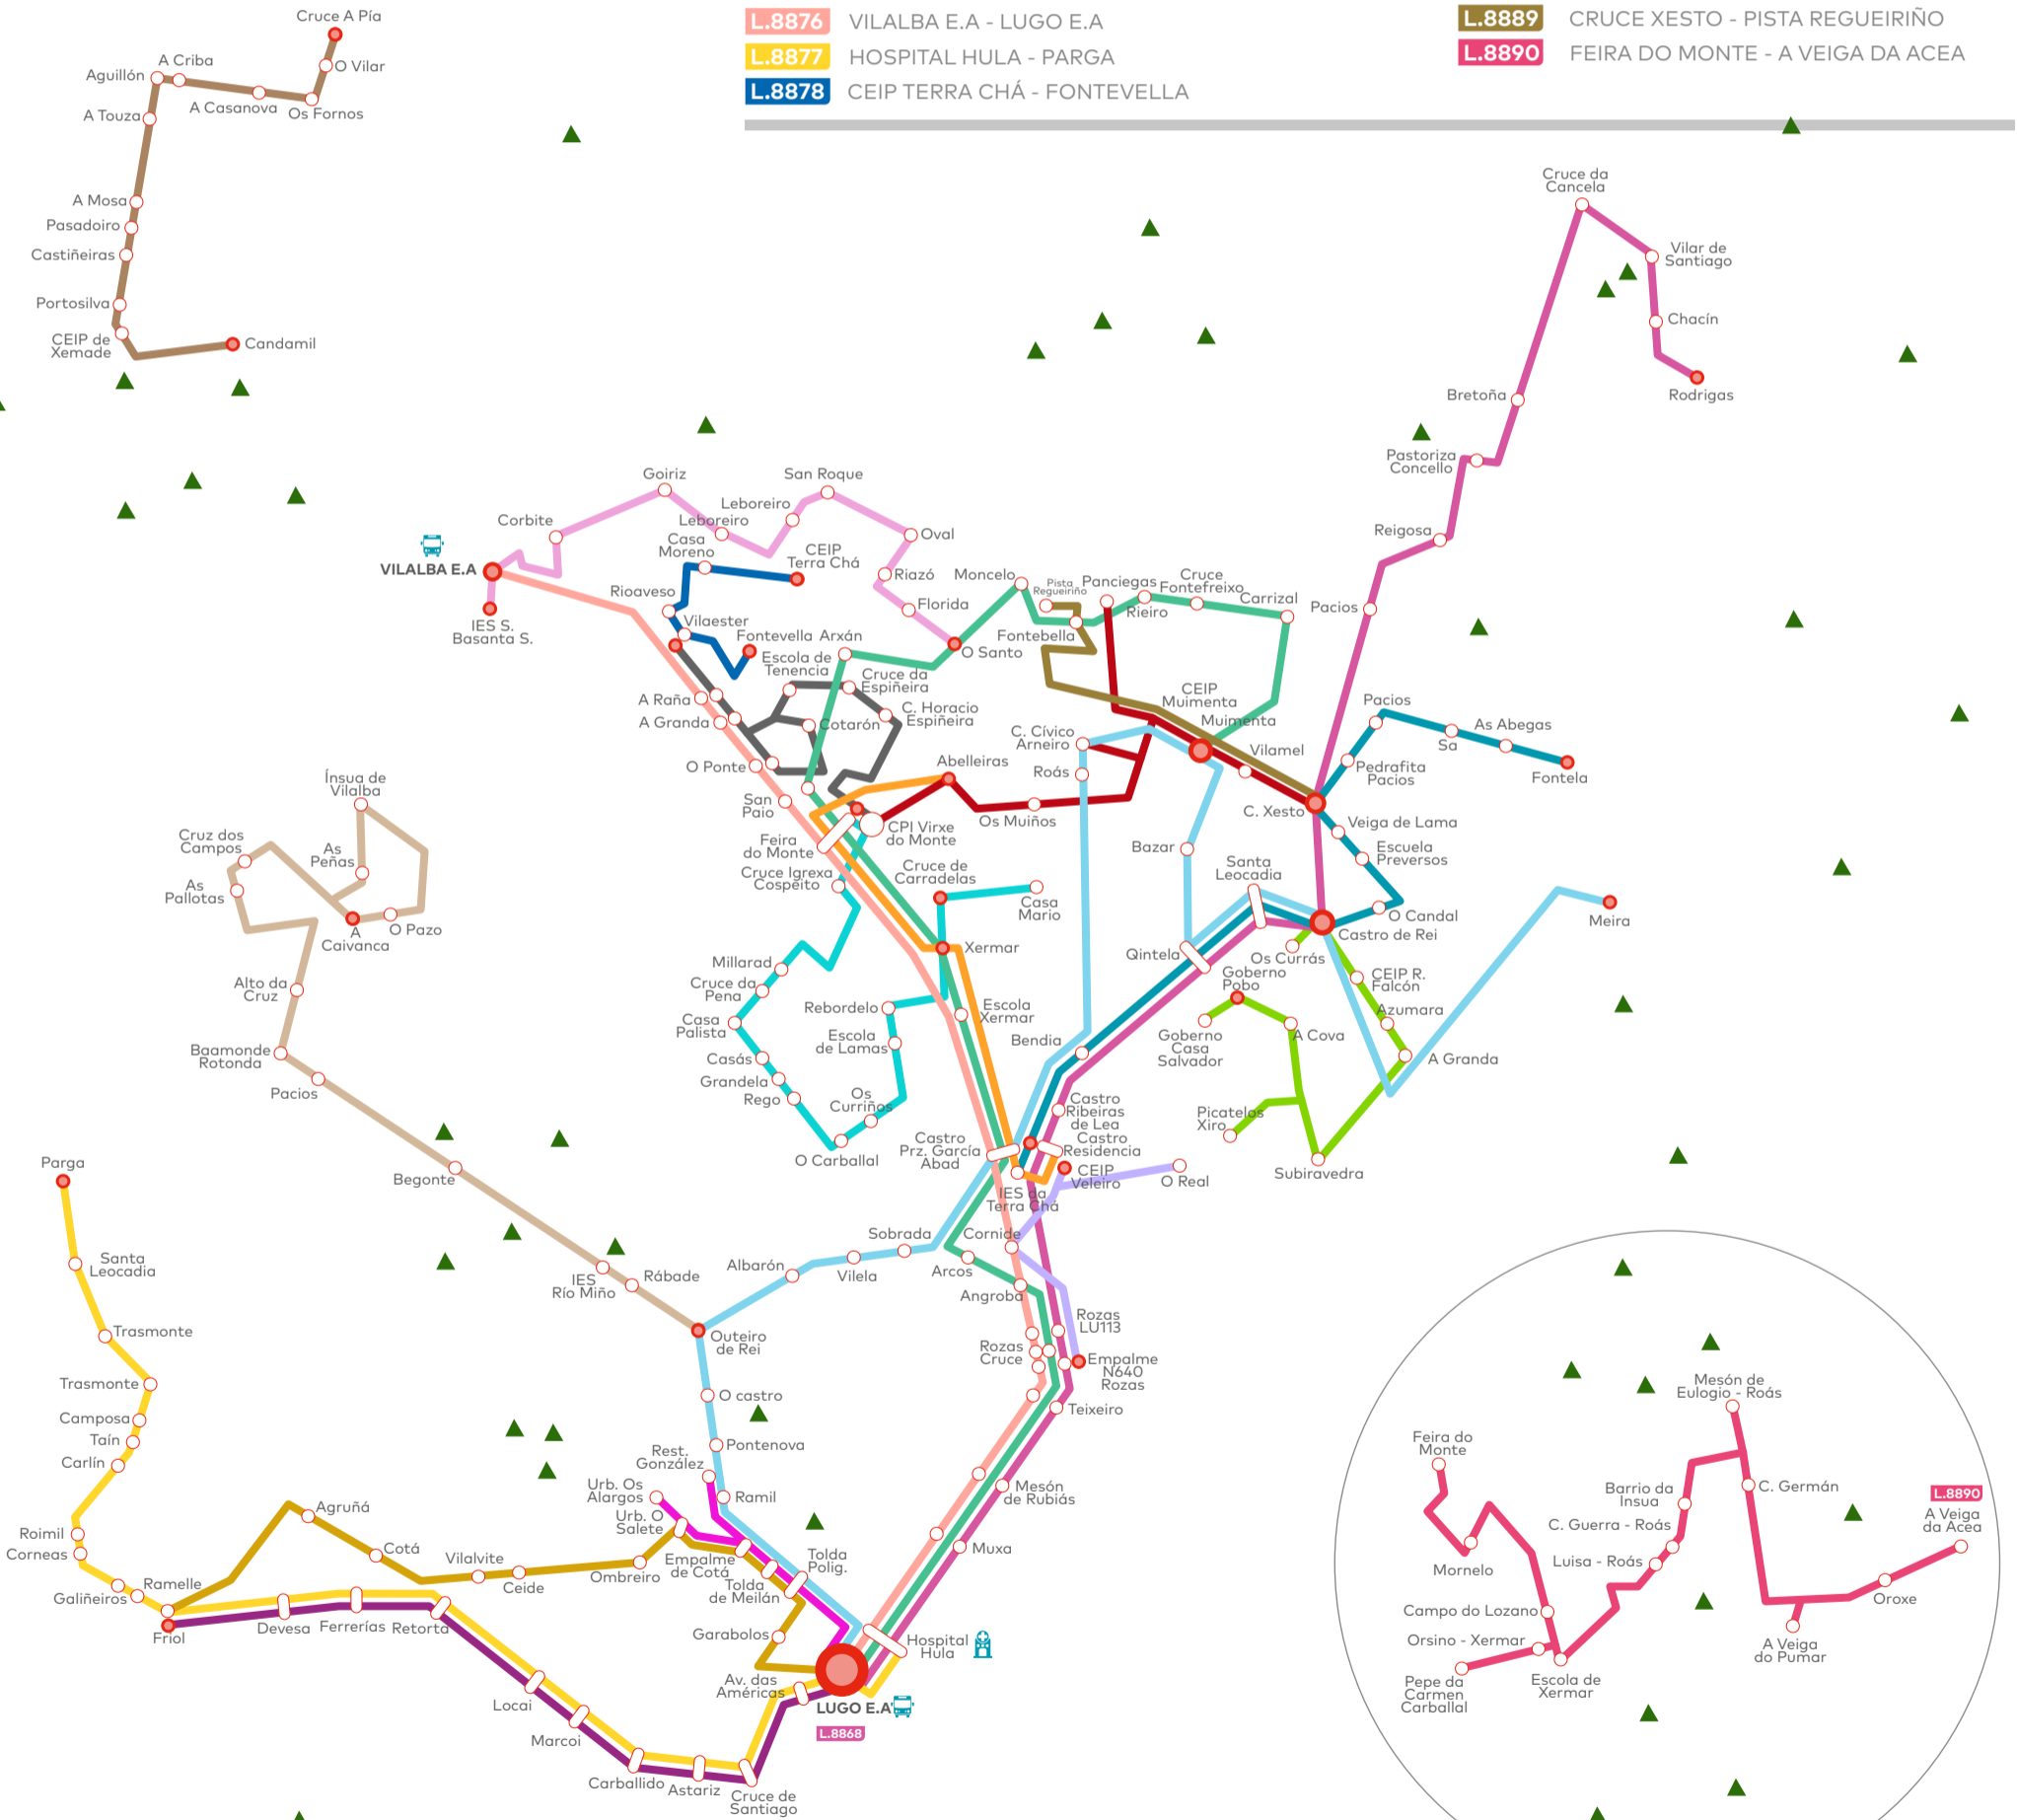 L.8876 VILALBA E.A - LUGO E.A
L.8877 HOSPITAL HULA - PARGA
L.8878 CEIP TERRA CHÁ - FONTEVELLA
L.8889 CRUCE XESTO - PISTA REGUEIRIÑO
L.8890 FEIRA DO MONTE - A VEIGA DA ACEA
Cruce A Pía
O Vilar
A Criba
Aguillón
A Casanova
Os Fornos
A Touza
A Mosa
Pasadoiro
Castiñeiras
Portosilva
CEIP de
Xemade
Candamil
Cruce da
Cancela
Vilar de
Santiago
Chacín
Rodrigas
Bretoña
Pastoriza
Concello
Reigosa
Pacios
Goiriz
San Roque
Leboreiro
Leboreiro
Corbite
Oval
Casa
Moreno
CEIP
Terra Chá
VILALBA E.A
IES S.
Basanta S.
Riazó
Florida
Rioaveso
Vilaester
Fontevella
Arxán
O Santo
Moncelo
Pista
Regueiriño
Panciegas
Rieiro
Cruce
Fontefreixo
Carrizal
Fontebella
Escola de
Tenencia
Cruce da
Espiñeira
C. Horacio
Espiñeira
Cotarón
A Raña
A Granda
O Ponte
San
Paio
Feira
do Monte
Abelleiras
CPI Virxe
do Monte
Os Muiños
C. Cívico
Arneiro
Roás
CEIP
Muimenta
Muimenta
Vilamel
C. Xesto
Pacios
Sa
As Abegas
Fontela
Pedrafita
Pacios
Veiga de Lama
Escuela
Preversos
O Candal
Castro de Rei
Meira
Bazar
Santa
Leocadia
Qintela
Os Currás
CEIP R.
Falcón
Azumara
A Granda
Goberno
Pobo
Goberno
Casa
Salvador
A Cova
Picatelos
Xiro
Subiravedra
Cruce Igrexa
Cospeito
Cruce de
Carradelas
Casa
Mario
Xermar
Escola
Xermar
Millarad
Cruce da
Pena
Casa
Palista
Casás
Grandela
Rego
Rebordelo
Escola
de Lamas
Os
Curriños
O Carballal
Bendia
Castro
Ribeiras
de Lea
Castro
Residencia
Castro
Prz. García
Abad
CEIP
Veleiro
O Real
IES da
Terra Chá
Cornide
Sobrada
Vilela
Albarón
Arcos
Angroba
Rozas
LU113
Rozas
Cruce
Empalme
N640
Rozas
Teixeiro
Mesón
de Rubiás
Muxa
Ínsua de
Vilalba
Cruz dos
Campos
As
Peñas
As
Pallotas
A
Caivanca
O Pazo
Alto da
Cruz
Baamonde
Rotonda
Pacios
Begonte
IES
Río Miño
Rábade
Outeiro
de Rei
O castro
Pontenova
Rest.
González
Ramil
Urb. Os
Alargos
Urb. O
Salete
Empalme
de Cotá
Tolda
Polig.
Tolda
de Meilán
Garabolos
Hospital
Hula
Av. das
Américas
LUGO E.A
L.8868
Parga
Santa
Leocadia
Trasmonte
Trasmonte
Camposa
Taín
Carlín
Roimil
Corneas
Galiñeiros
Ramelle
Friol
Agruñá
Cotá
Vilalvite
Ceide
Ombreiro
Devesa
Ferrerías
Retorta
Locai
Marcoi
Carballido
Astariz
Cruce de
Santiago
Mesón de
Eulogio - Roás
Feira do
Monte
Barrio da
Insua
C. Germán
C. Guerra - Roás
Luisa - Roás
Mornelo
Campo do Lozano
Orsino - Xermar
Pepe da
Carmen
Carballal
Escola de
Xermar
L.8890
A Veiga
da Acea
Oroxe
A Veiga
do Pumar